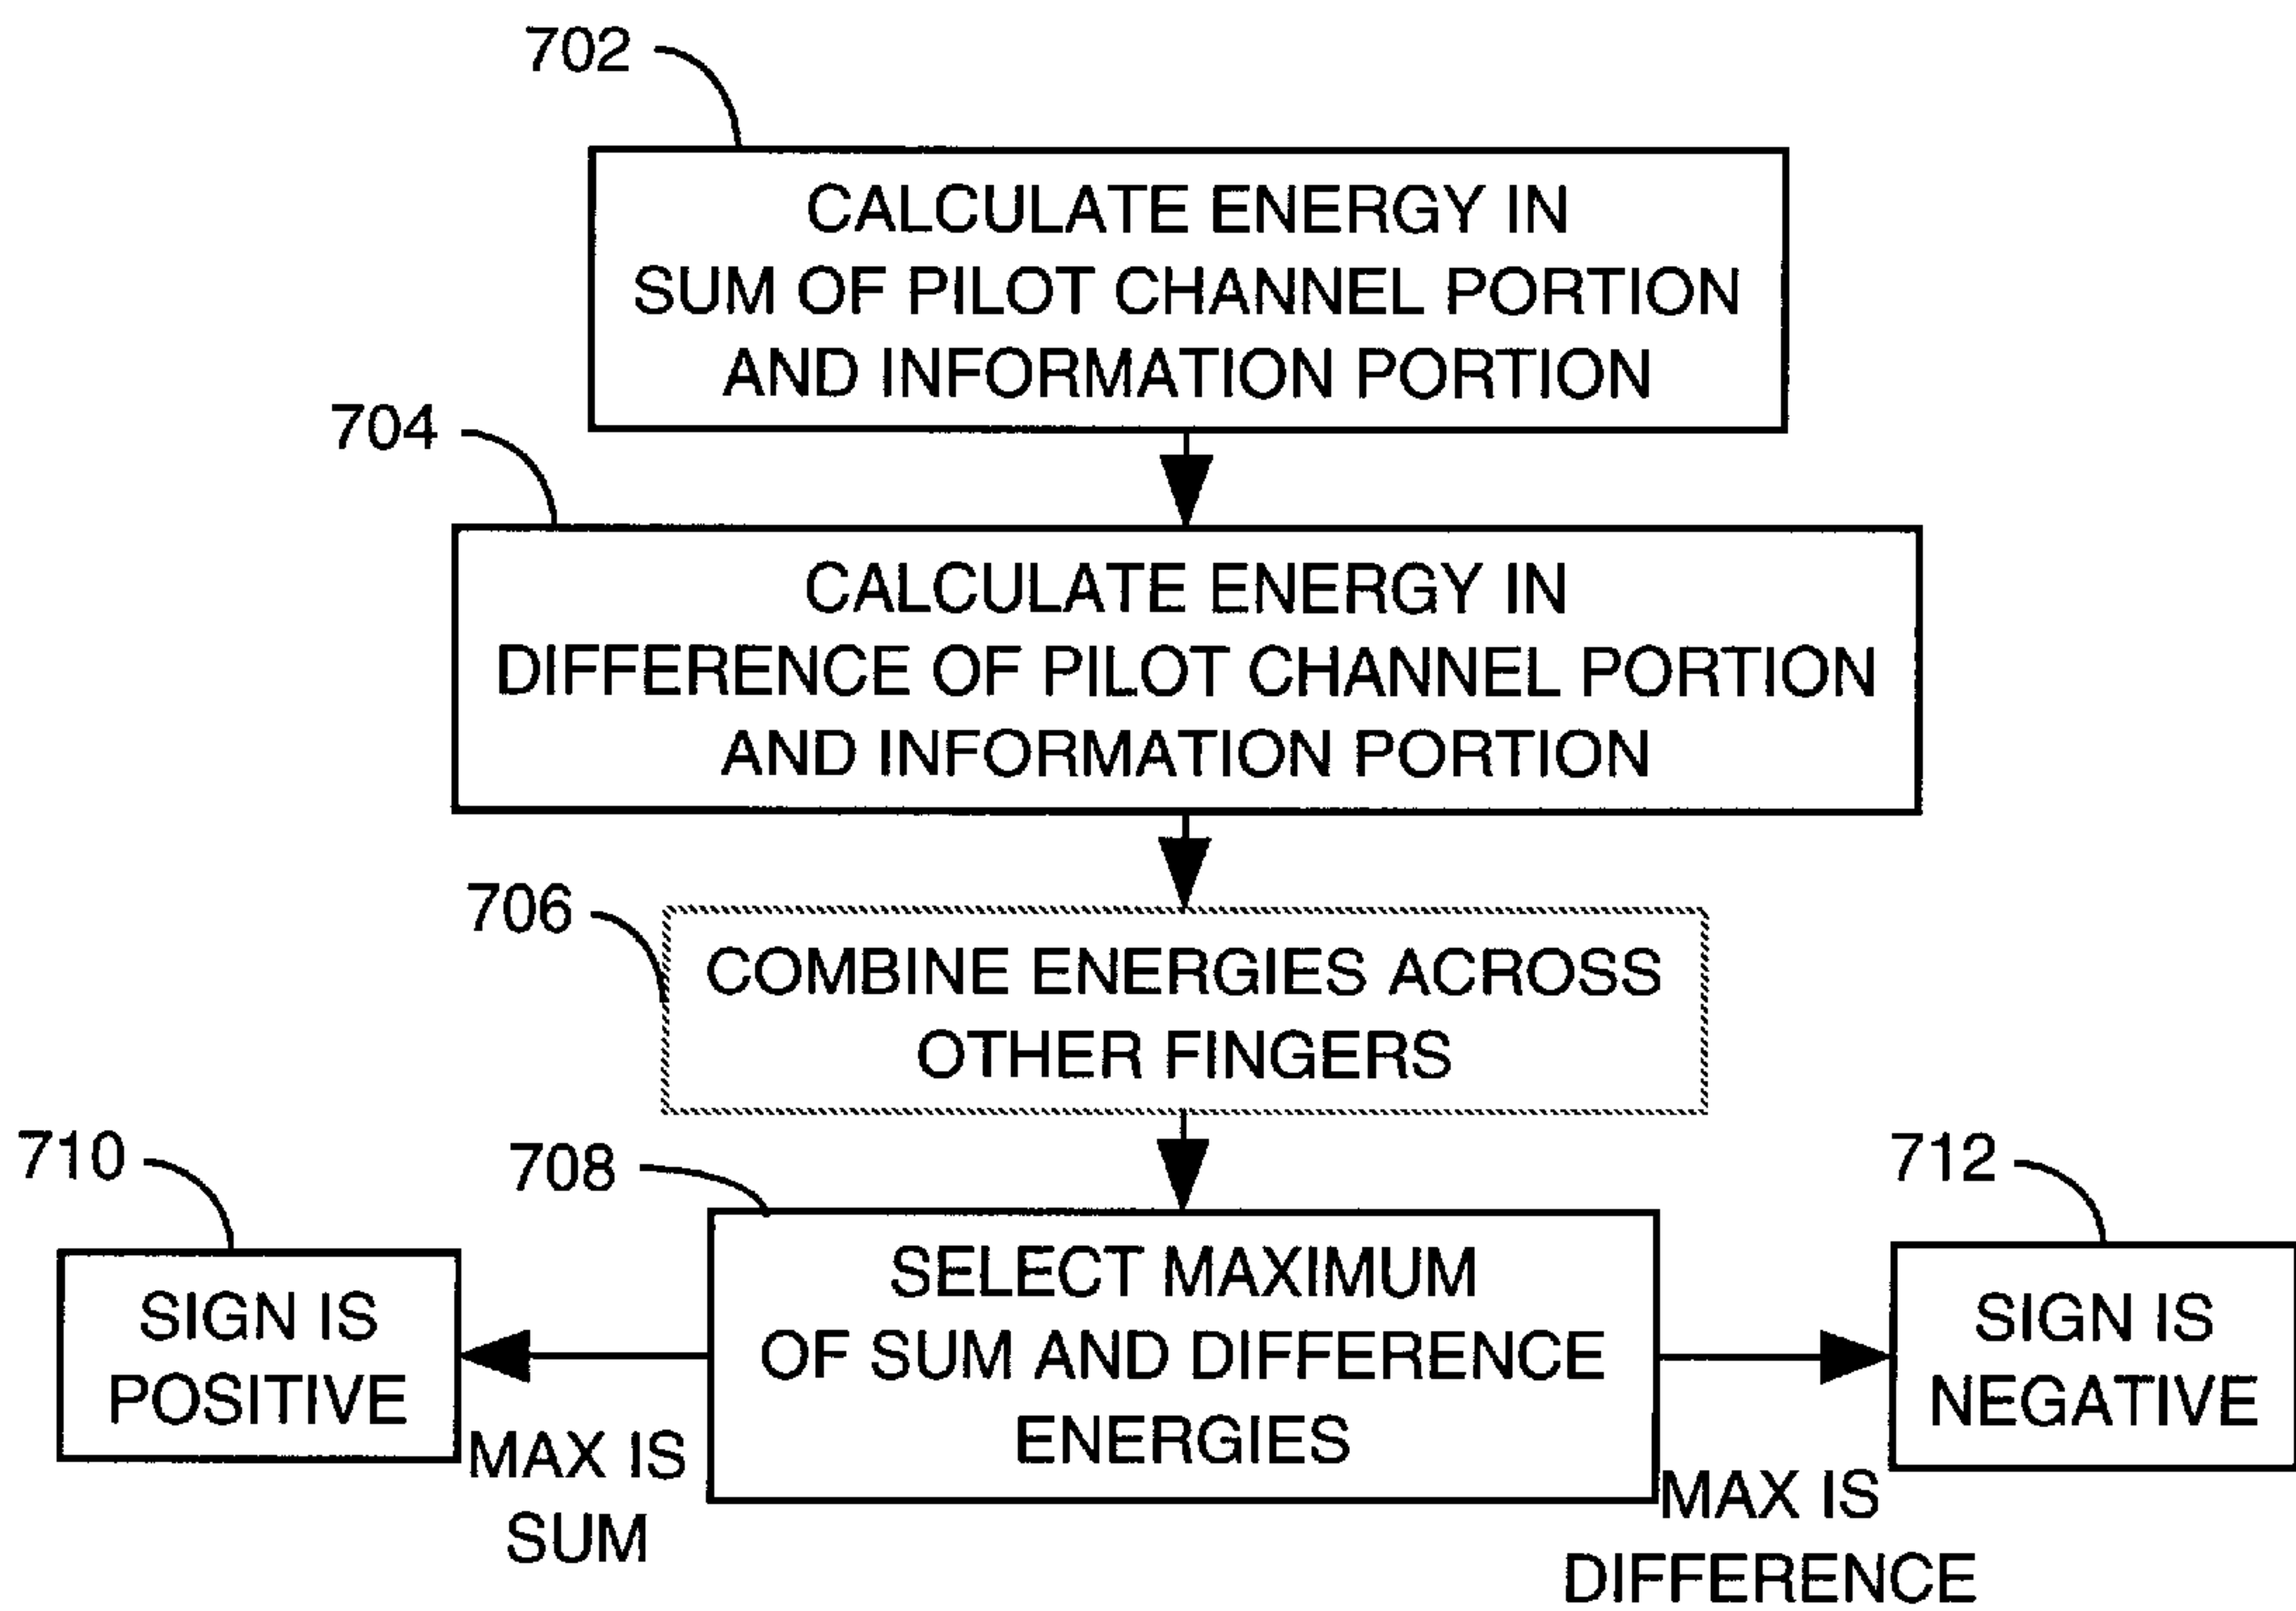 702
CALCULATE ENERGY IN
SUM OF PILOT CHANNEL PORTION
AND INFORMATION PORTION
704
CALCULATE ENERGY IN
DIFFERENCE OF PILOT CHANNEL PORTION
AND INFORMATION PORTION
706
COMBINE ENERGIES ACROSS
OTHER FINGERS
710
SIGN IS
POSITIVE
MAX IS
SUM
708
SELECT MAXIMUM
OF SUM AND DIFFERENCE
ENERGIES
712
SIGN IS
NEGATIVE
MAX IS
DIFFERENCE